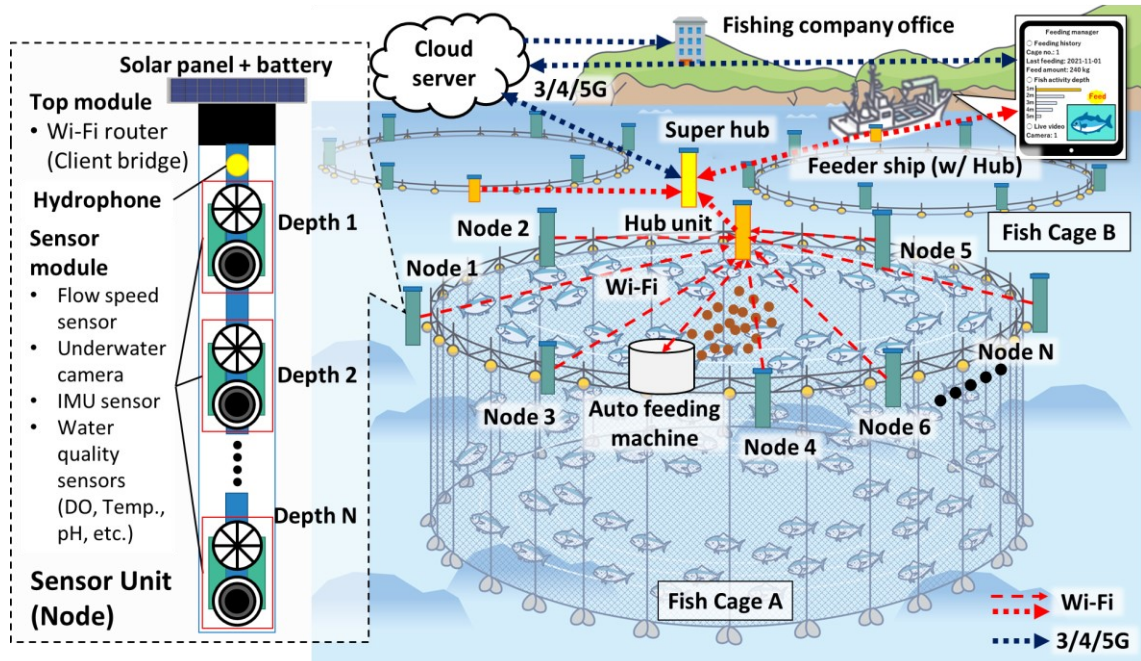 Solar panel + battery
Top module
• Wi-Fi router
(Client bridge)
Hydrophone
Sensor
module
• Flow speed
sensor
• Underwater
camera
• IMU sensor
• Water
quality
sensors
(DO, Temp.,
pH, etc.)
Sensor Unit
(Node)
Depth 1
Depth 2
Depth N
Cloud
server
Fishing company office
3/4/5G
Super hub
Feeder ship (w/ Hub)
Feeding manager
Feeding history
Cage no.: 1
Last feeding: 2021-11-01
Feed amount: 240 kg
Fish activity depth
1m
2m
3m
4m
5m
Feed
Live video
Camera: 1
Hub unit
Node 2
Node 1
Wi-Fi
Node 5
Fish Cage B
Node 3
Auto feeding
machine
Node 4
Node 6
Node N
Fish Cage A
Wi-Fi
3/4/5G